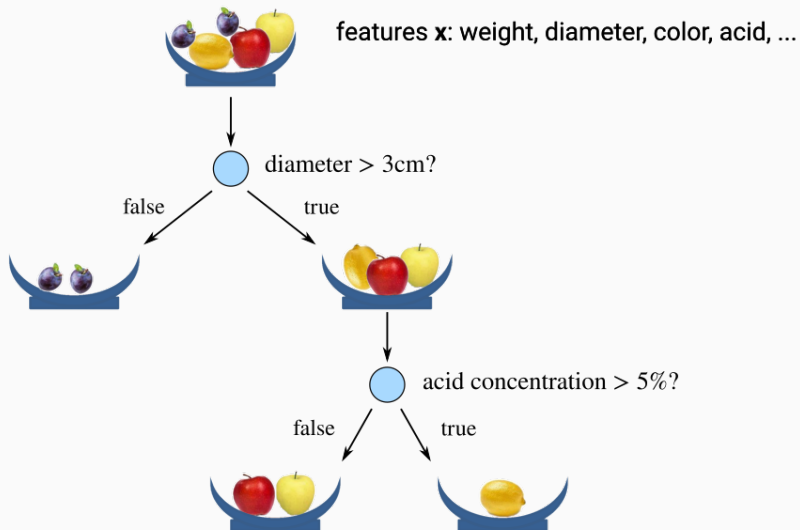 features x: weight, diameter, color, acid, ...
diameter > 3cm?
false
true
acid concentration > 5%?
false
true